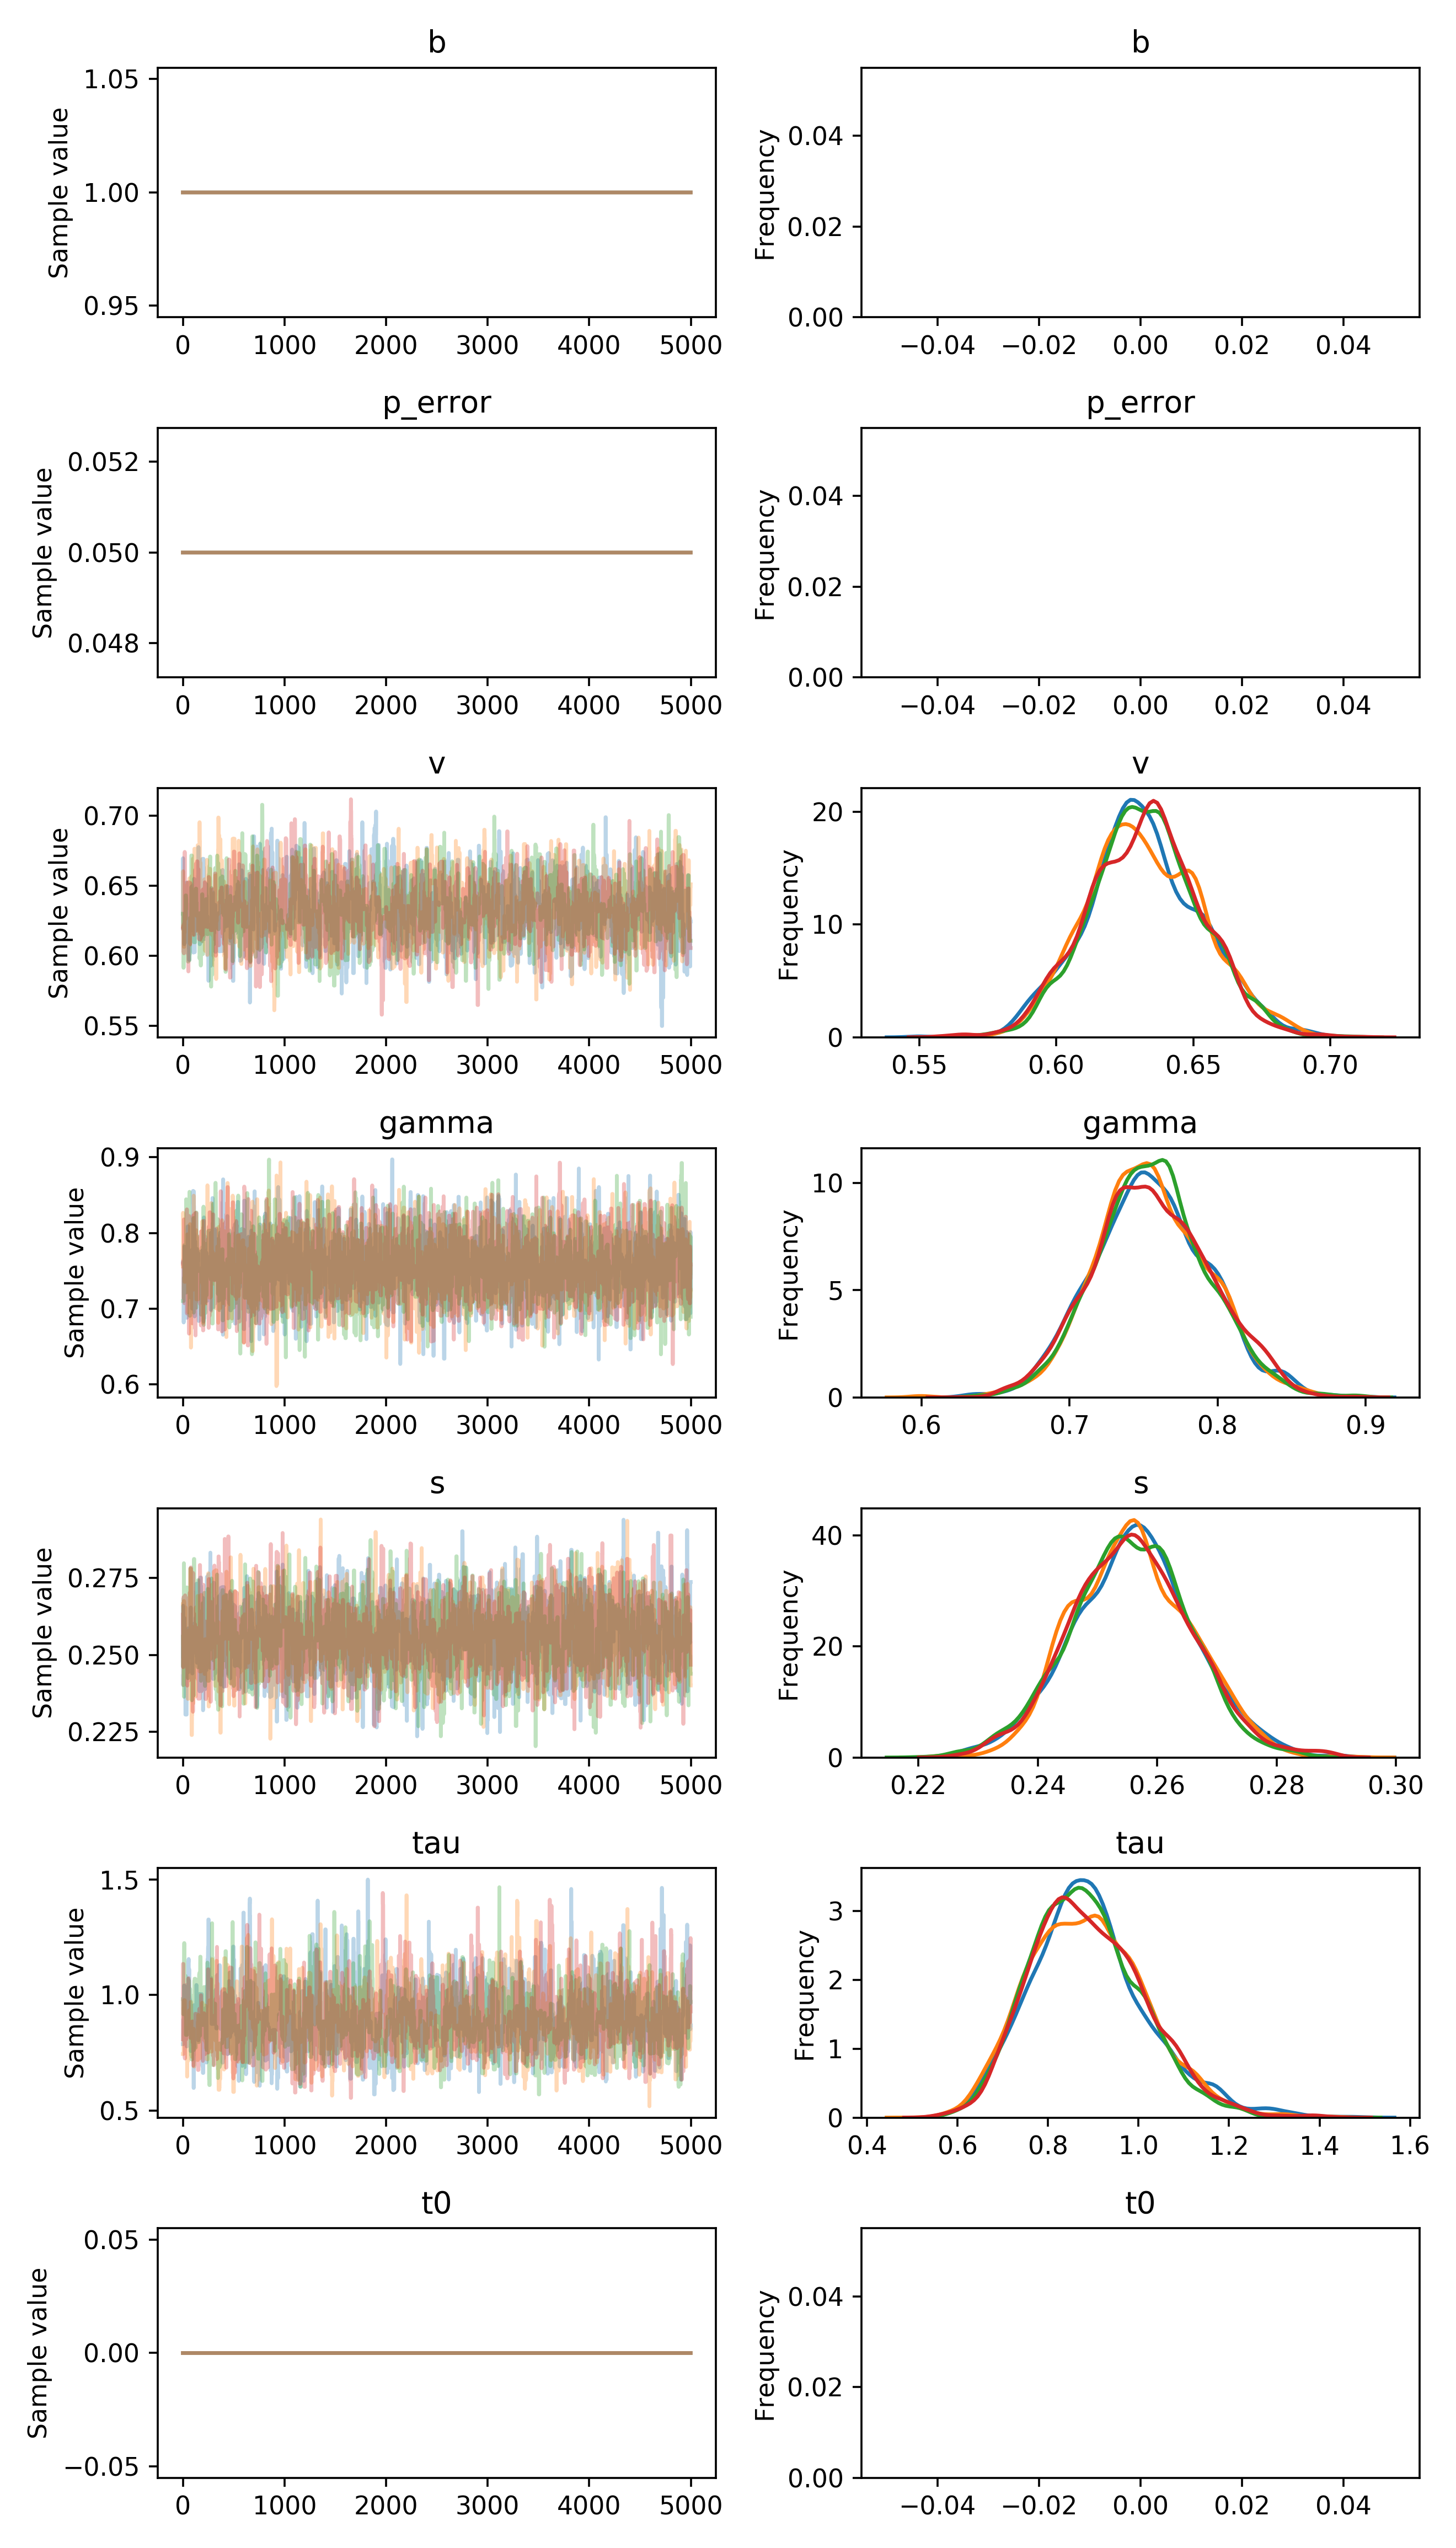 b b
Sample value 1.05 1.00 0.95
0 1000 2000 3000 4000 5000
Frequency 0.04 0.02 0.00
−0.04 −0.02 0.00 0.02 0.04
p_error p_error
Sample value 0.052 0.050 0.048
0 1000 2000 3000 4000 5000
Frequency 0.04 0.02 0.00
−0.04 −0.02 0.00 0.02 0.04
v v
Sample value 0.70 0.65 0.60 0.55
0 1000 2000 3000 4000 5000
Frequency 20 10 0
0.55 0.60 0.65 0.70
gamma gamma
Sample value 0.9 0.8 0.7 0.6
0 1000 2000 3000 4000 5000
Frequency 10 5 0
0.6 0.7 0.8 0.9
s s
Sample value 0.275 0.250 0.225
0 1000 2000 3000 4000 5000
Frequency 40 20 0
0.22 0.24 0.26 0.28 0.30
tau tau
Sample value 1.5 1.0 0.5
0 1000 2000 3000 4000 5000
Frequency 3 2 1 0
0.4 0.6 0.8 1.0 1.2 1.4 1.6
t0 t0
Sample value 0.05 0.00 −0.05
0 1000 2000 3000 4000 5000
Frequency 0.04 0.02 0.00
−0.04 −0.02 0.00 0.02 0.04